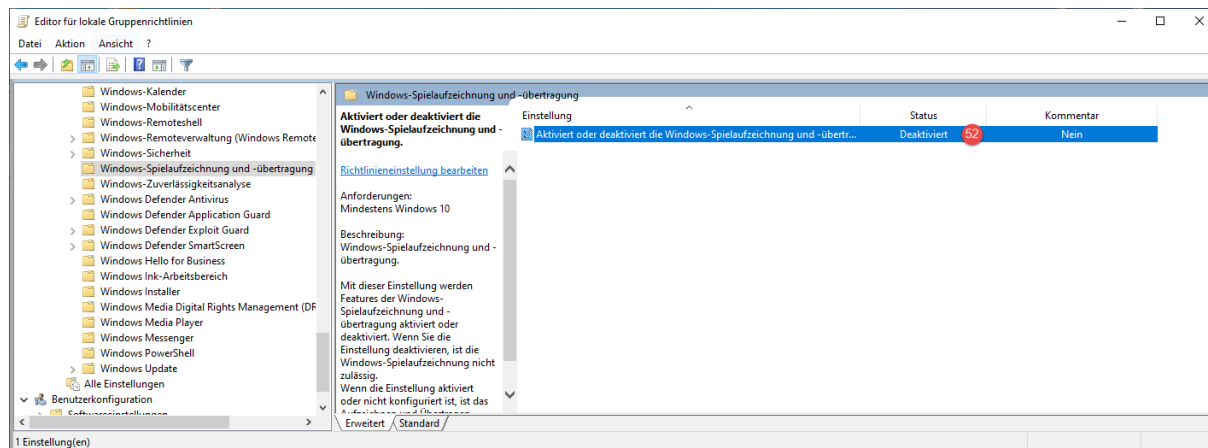 Editor für lokale Gruppenrichtlinien
Datei Aktion Ansicht ?
Windows-Kalender
Windows-Mobilitätscenter
Windows-Remoteshell
Windows-Remoteverwaltung (Windows Remote
Windows-Sicherheit
Windows-Spielaufzeichnung und -übertragung
Windows-Zuverlässigkeitsanalyse
Windows Defender Antivirus
Windows Defender Application Guard
Windows Defender Exploit Guard
Windows Defender SmartScreen
Windows Hello for Business
Windows Ink-Arbeitsbereich
Windows Installer
Windows Media Digital Rights Management (DR
Windows Media Player
Windows Messenger
Windows PowerShell
Windows Update
Alle Einstellungen
Benutzerkonfiguration
Softwareeinstellungen
Windows-Spielaufzeichnung und -übertragung
Aktiviert oder deaktiviert die
Windows-Spielaufzeichnung und -
übertragung.
Richtlinieneinstellung bearbeiten
Anforderungen:
Mindestens Windows 10
Beschreibung:
Windows-Spielaufzeichnung und -
übertragung.
Mit dieser Einstellung werden
Features der Windows-
Spielaufzeichnung und -
übertragung aktiviert oder
deaktiviert. Wenn Sie die
Einstellung deaktivieren, ist die
Windows-Spielaufzeichnung nicht
zulässig.
Wenn die Einstellung aktiviert
oder nicht konfiguriert ist, ist das
Aufzeichnen und Übertragen
Einstellung Status Kommentar
Aktiviert oder deaktiviert die Windows-Spielaufzeichnung und -übertr... Deaktiviert 52 Nein
Erweitert Standard
1 Einstellung(en)